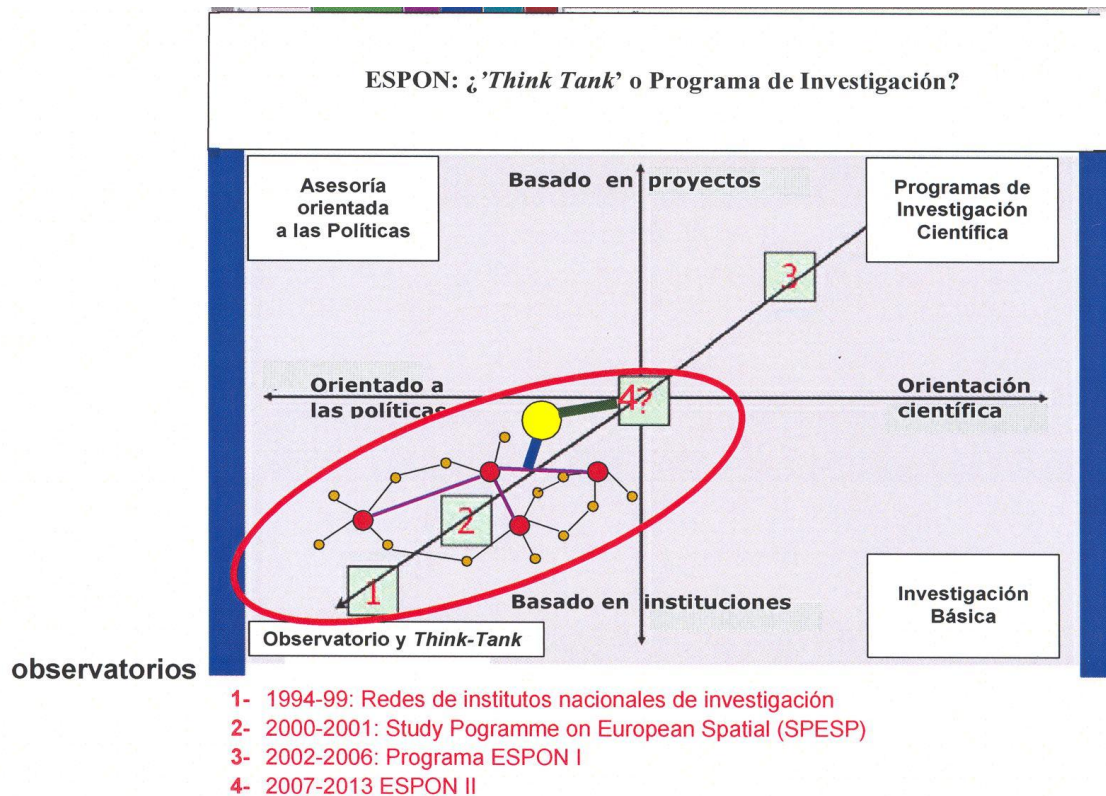 ESPON: ¿'Think Tank' o Programa de Investigación?
Asesoría
orientada
a las Políticas
Basado en proyectos
Programas de
Investigación
Científica
3
Orientado a
las políticas
4?
Orientación
científica
2
1
Basado en instituciones
Investigación
Básica
Observatorio y Think-Tank
observatorios
1- 1994-99: Redes de institutos nacionales de investigación
2- 2000-2001: Study Pogramme on European Spatial (SPESP)
3- 2002-2006: Programa ESPON I
4- 2007-2013 ESPON II